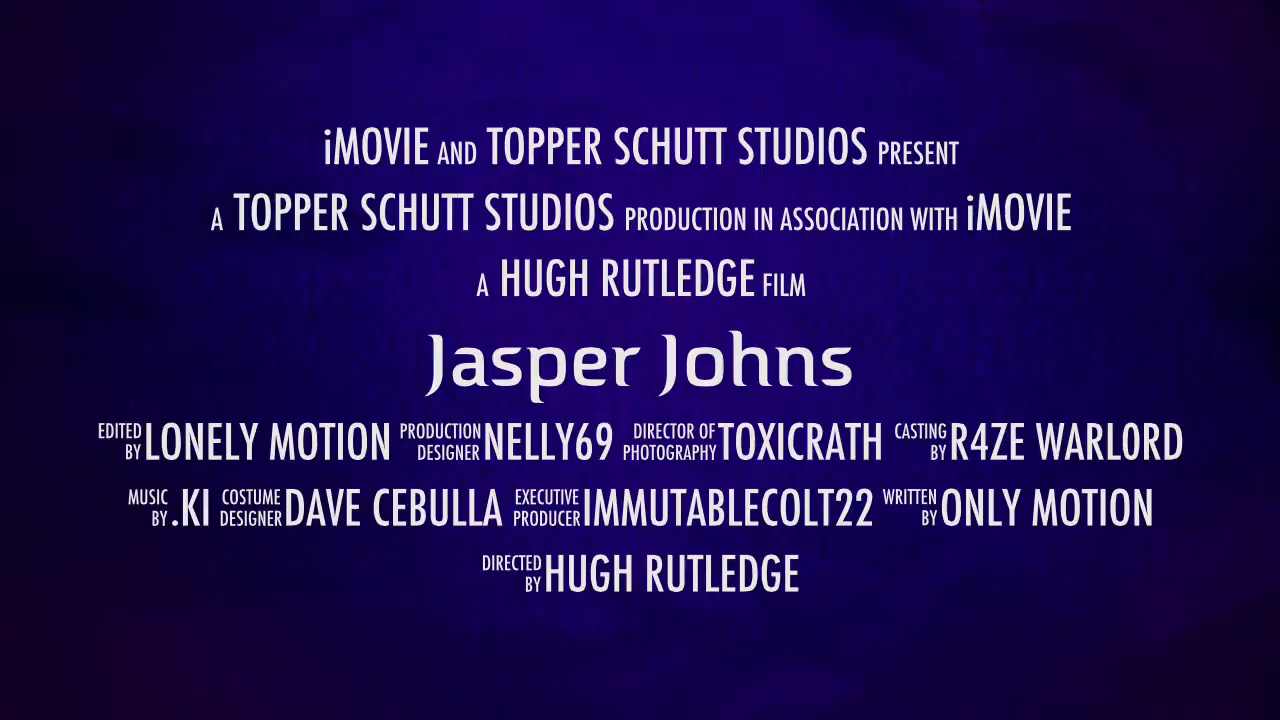 iMOVIE AND TOPPER SCHUTT STUDIOS PRESENT
A TOPPER SCHUTT STUDIOS PRODUCTION IN ASSOCIATION WITH iMOVIE
A HUGH RUTLEDGE FILM
Jasper Johns
EDITED BY LONELY MOTION PRODUCTION DESIGNER NELLY69 DIRECTOR OF PHOTOGRAPHY TOXICRATH CASTING BY R4ZE WARL0RD
MUSIC BY .KI COSTUME DESIGNER DAVE CEBULLA EXECUTIVE PRODUCER IMMUTABLECOLT22 WRITTEN BY ONLY MOTION
DIRECTED BY HUGH RUTLEDGE